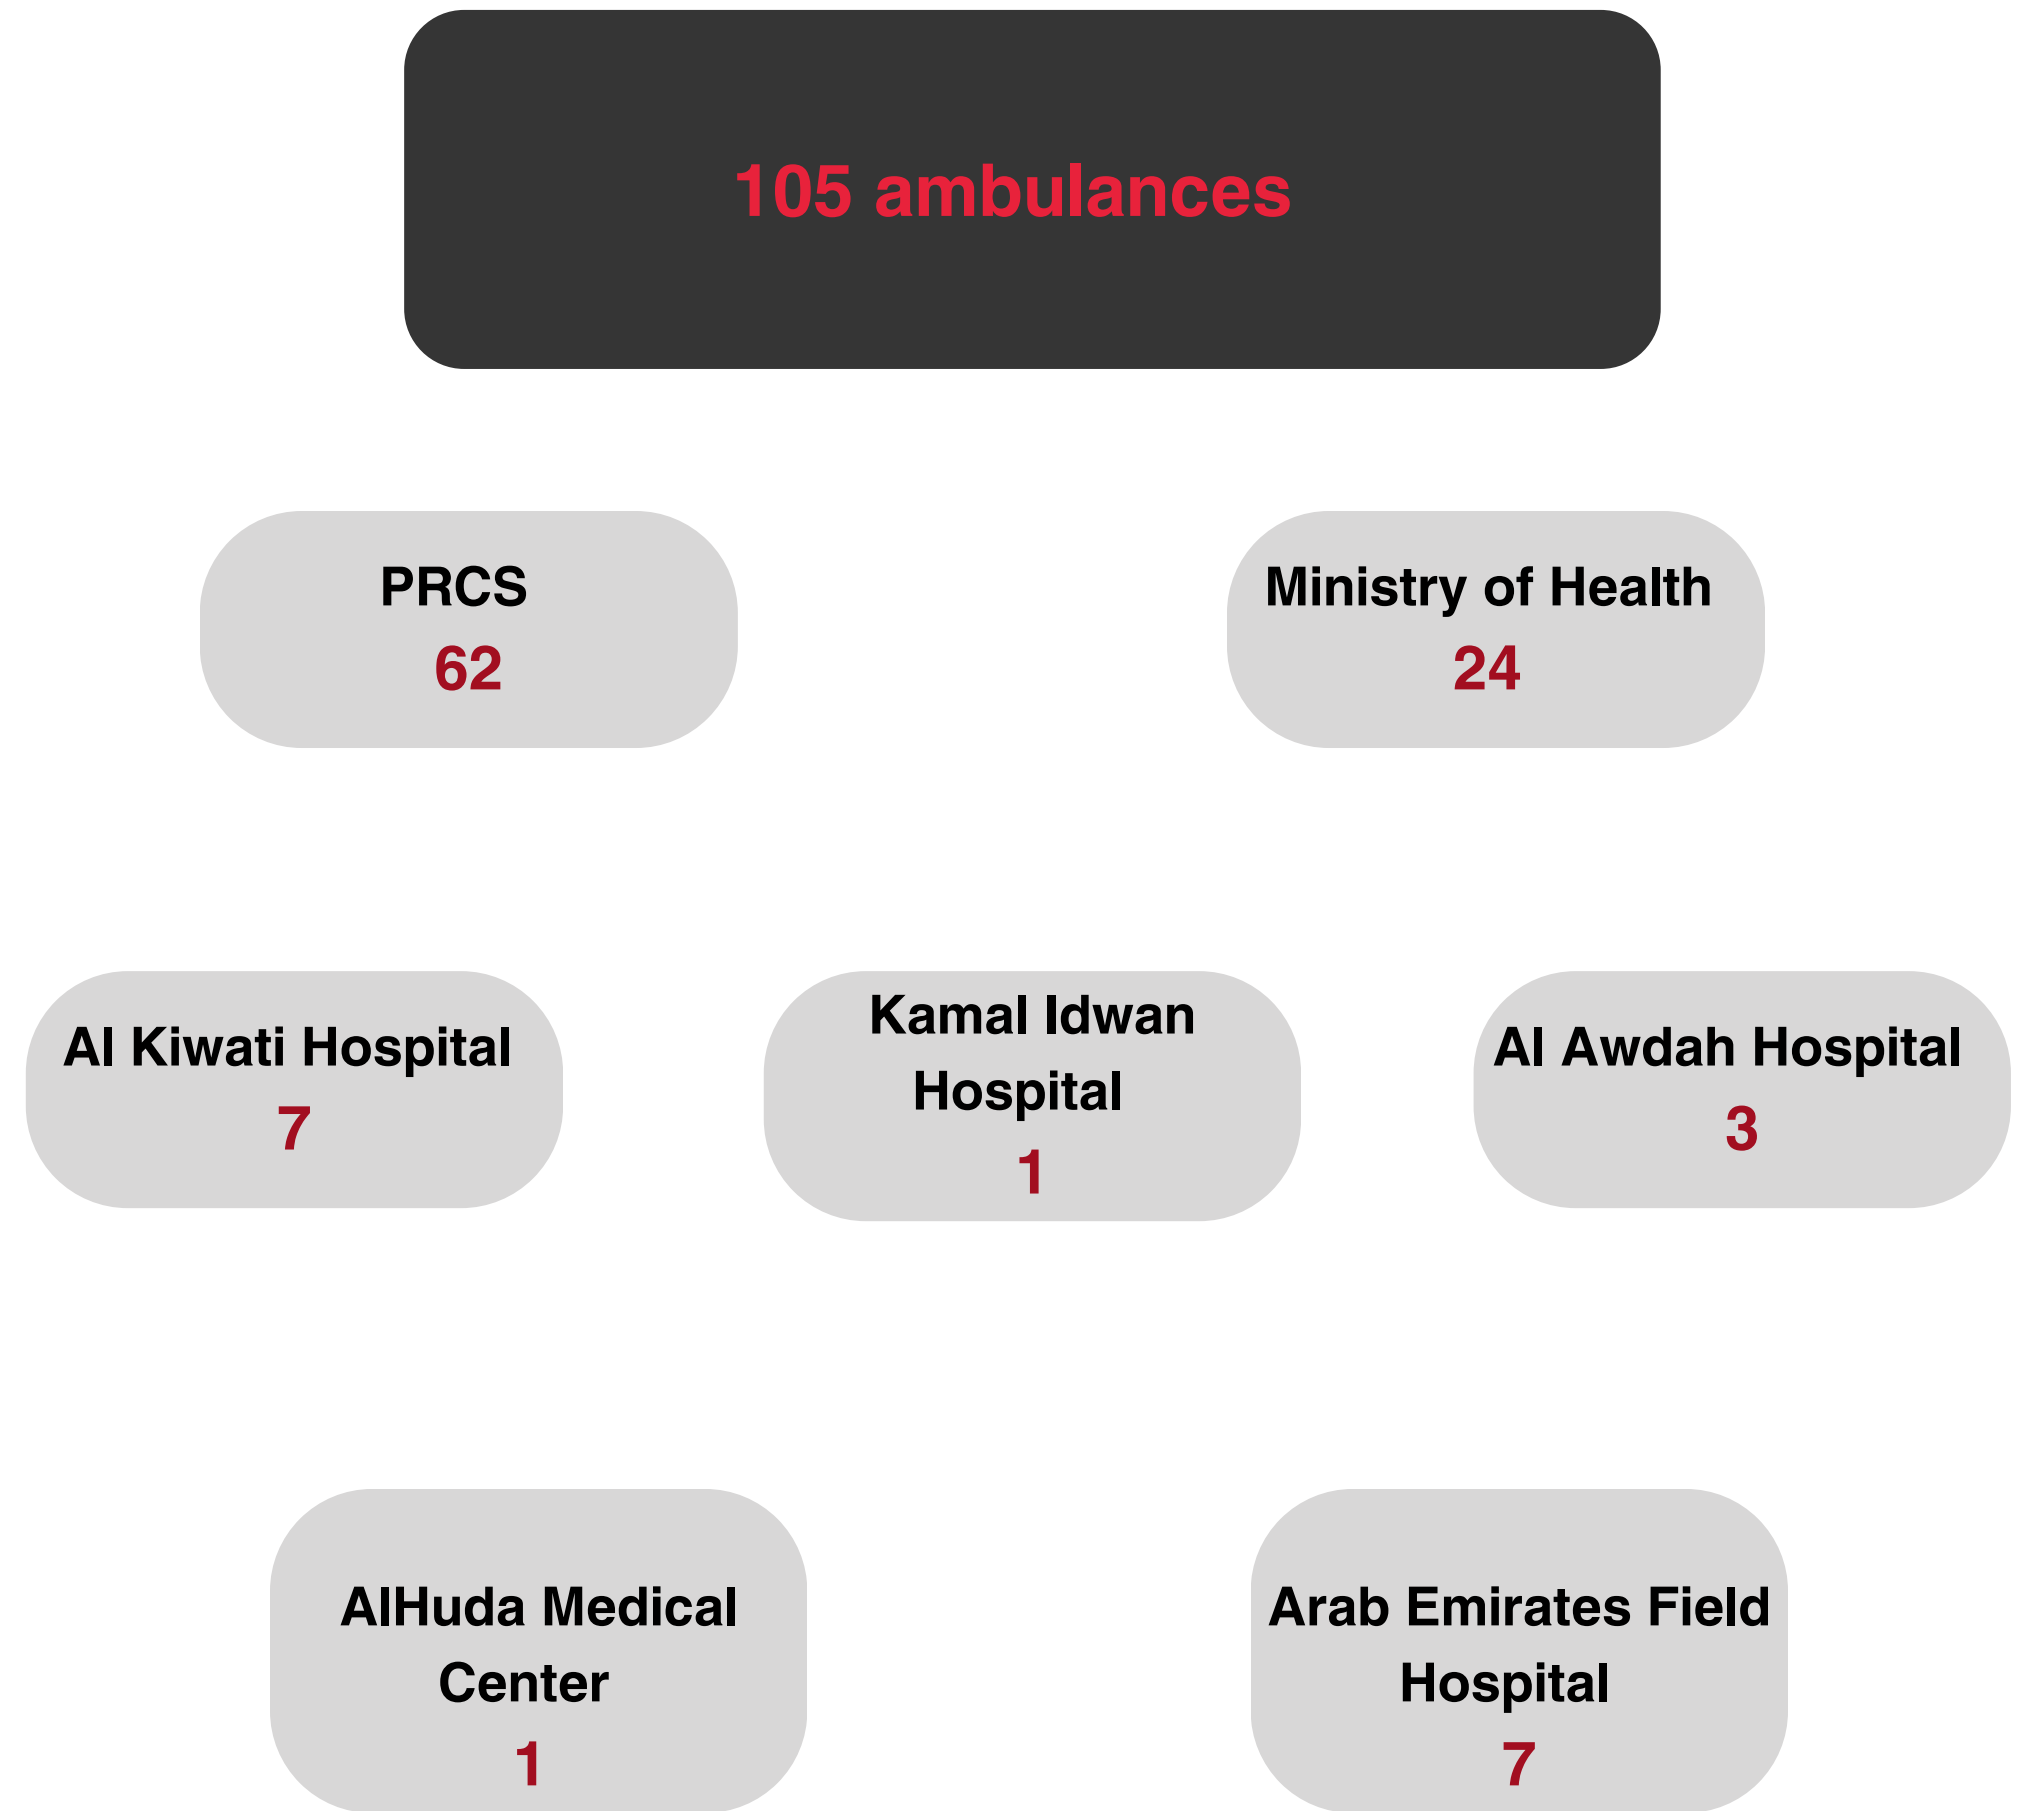 105 ambulances
PRCS
62
Ministry of Health
24
Al Kiwati Hospital
7
Kamal Idwan
Hospital
1
Al Awdah Hospital
3
AlHuda Medical
Center
1
Arab Emirates Field
Hospital
7